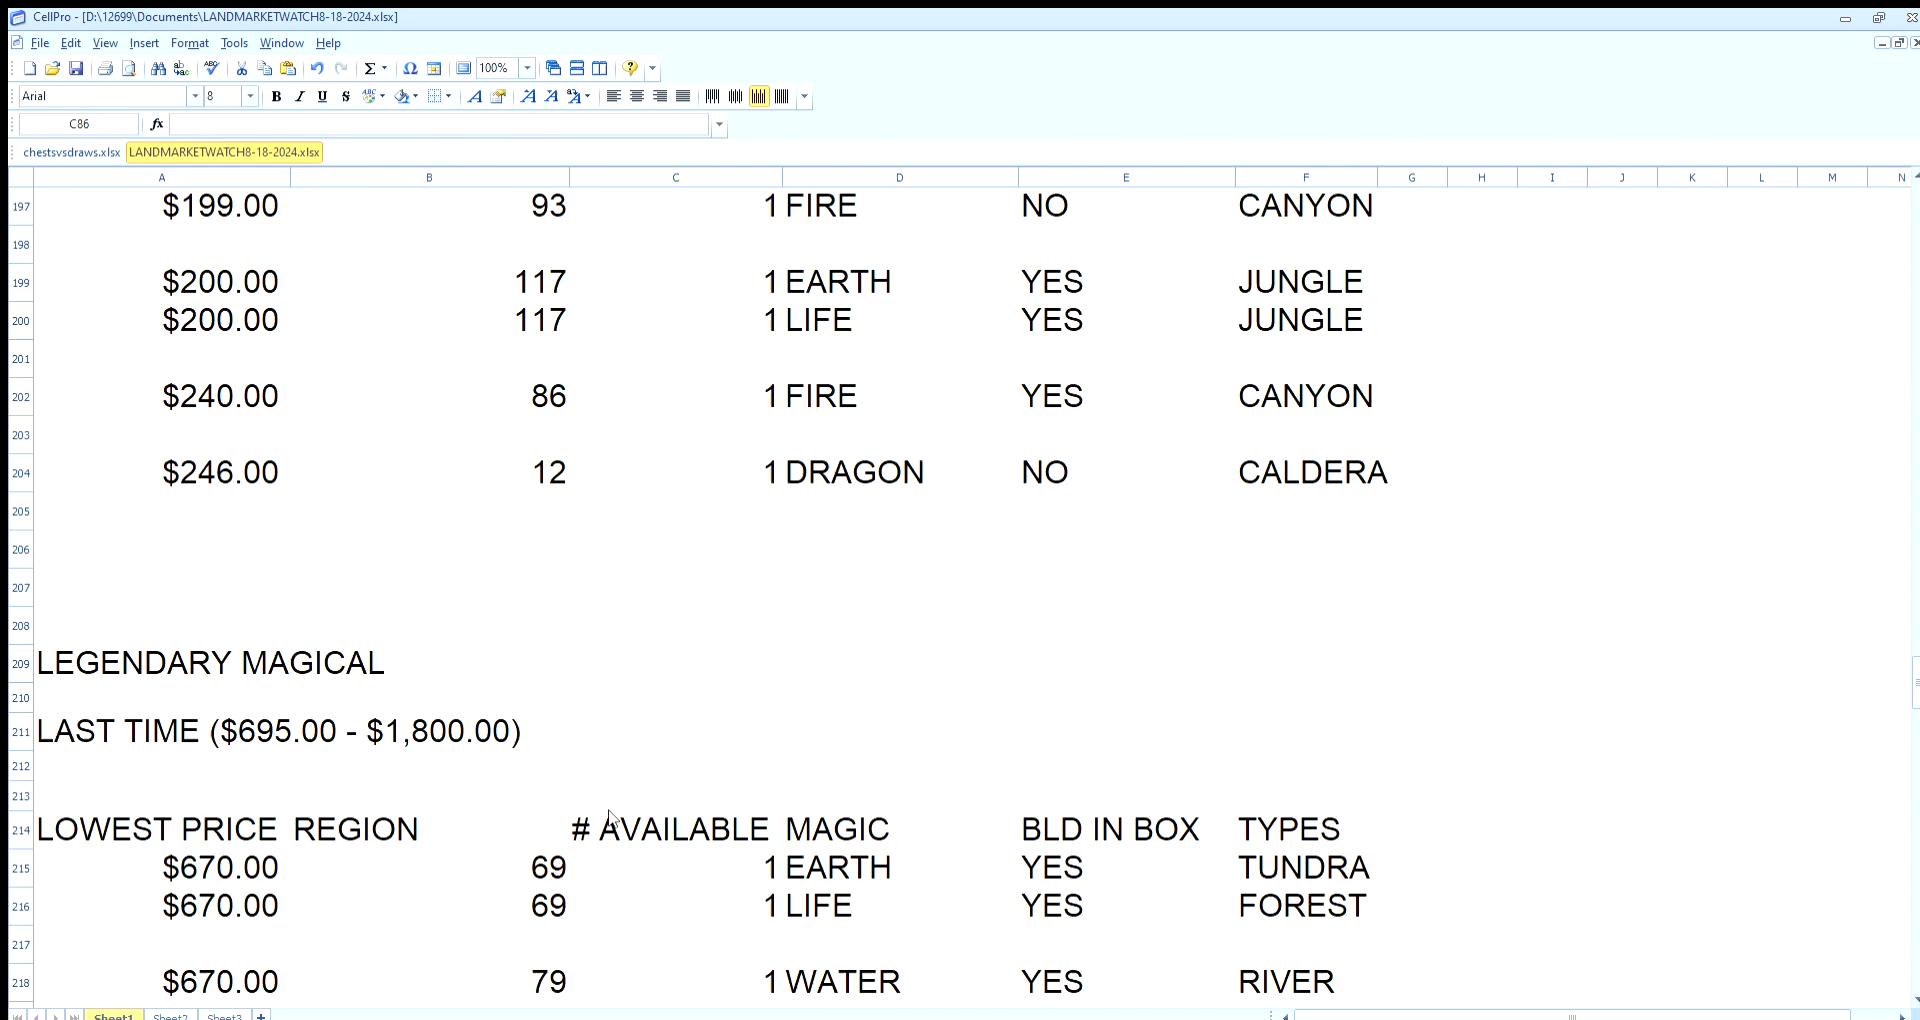 CellPro - [D:\12699\Documents\LANDMARKETWATCH8-18-2024.xlsx]
File Edit View Insert Format Tools Window Help
100%
Arial 8
C86 fx
chestsvsdraws.xlsx LANDMARKETWATCH8-18-2024.xlsx
A B C D E F G H I J K L M N
197 $199.00 93 1 FIRE NO CANYON
198
199 $200.00 117 1 EARTH YES JUNGLE
200 $200.00 117 1 LIFE YES JUNGLE
201
202 $240.00 86 1 FIRE YES CANYON
203
204 $246.00 12 1 DRAGON NO CALDERA
205
206
207
208
209 LEGENDARY MAGICAL
210
211 LAST TIME ($695.00 - $1,800.00)
212
213
214 LOWEST PRICE REGION # AVAILABLE MAGIC BLD IN BOX TYPES
215 $670.00 69 1 EARTH YES TUNDRA
216 $670.00 69 1 LIFE YES FOREST
217
218 $670.00 79 1 WATER YES RIVER
Sheet1 Sheet2 Sheet3